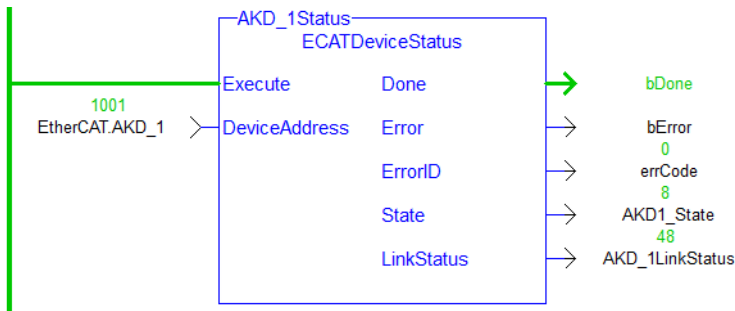 AKD_1Status
ECATDeviceStatus
Execute Done bDone
1001
EtherCAT.AKD_1 DeviceAddress Error bError
0
ErrorID errCode
8
State AKD1_State
48
LinkStatus AKD_1LinkStatus